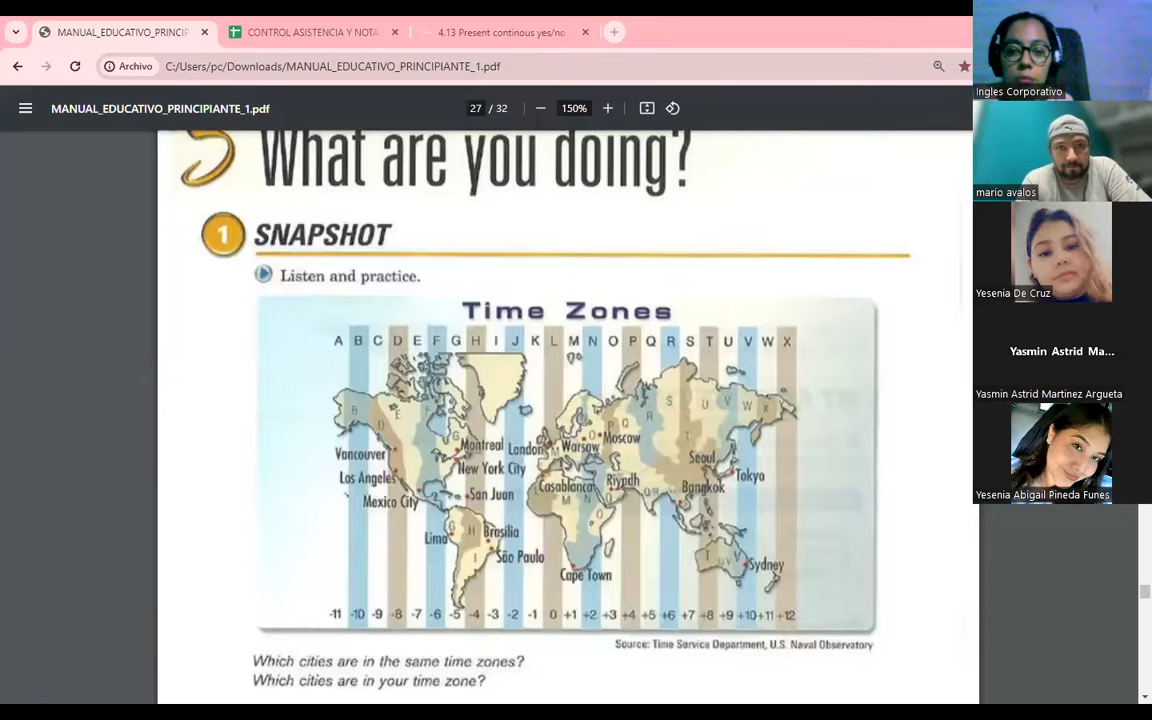 MANUAL_EDUCATIVO_PRINCIP
CONTROL ASISTENCIA Y NOTA
4.13 Present continous yes/no
Archivo
C:/Users/pc/Downloads/MANUAL_EDUCATIVO_PRINCIPIANTE_1.pdf
MANUAL_EDUCATIVO_PRINCIPIANTE_1.pdf
27 / 32
150%
5 What are you doing?
1 SNAPSHOT
Listen and practice.
Time Zones
A B C D E F G H I J K L M N O P Q R S T U V W X
Vancouver
Los Angeles
Mexico City
Montreal
New York City
San Juan
Lima
Brasilia
São Paulo
London
Warsaw
Moscow
Casablanca
Riyadh
Cape Town
Seoul
Bangkok
Tokyo
Sydney
-11 -10 -9 -8 -7 -6 -5 -4 -3 -2 -1 0 +1 +2 +3 +4 +5 +6 +7 +8 +9 +10 +11 +12
Source: Time Service Department, U.S. Naval Observatory
Which cities are in the same time zones?
Which cities are in your time zone?
Ingles Corporativo
mario avalos
Yesenia De Cruz
Yasmin Astrid Ma...
Yasmin Astrid Martinez Argueta
Yesenia Abigail Pineda Funes